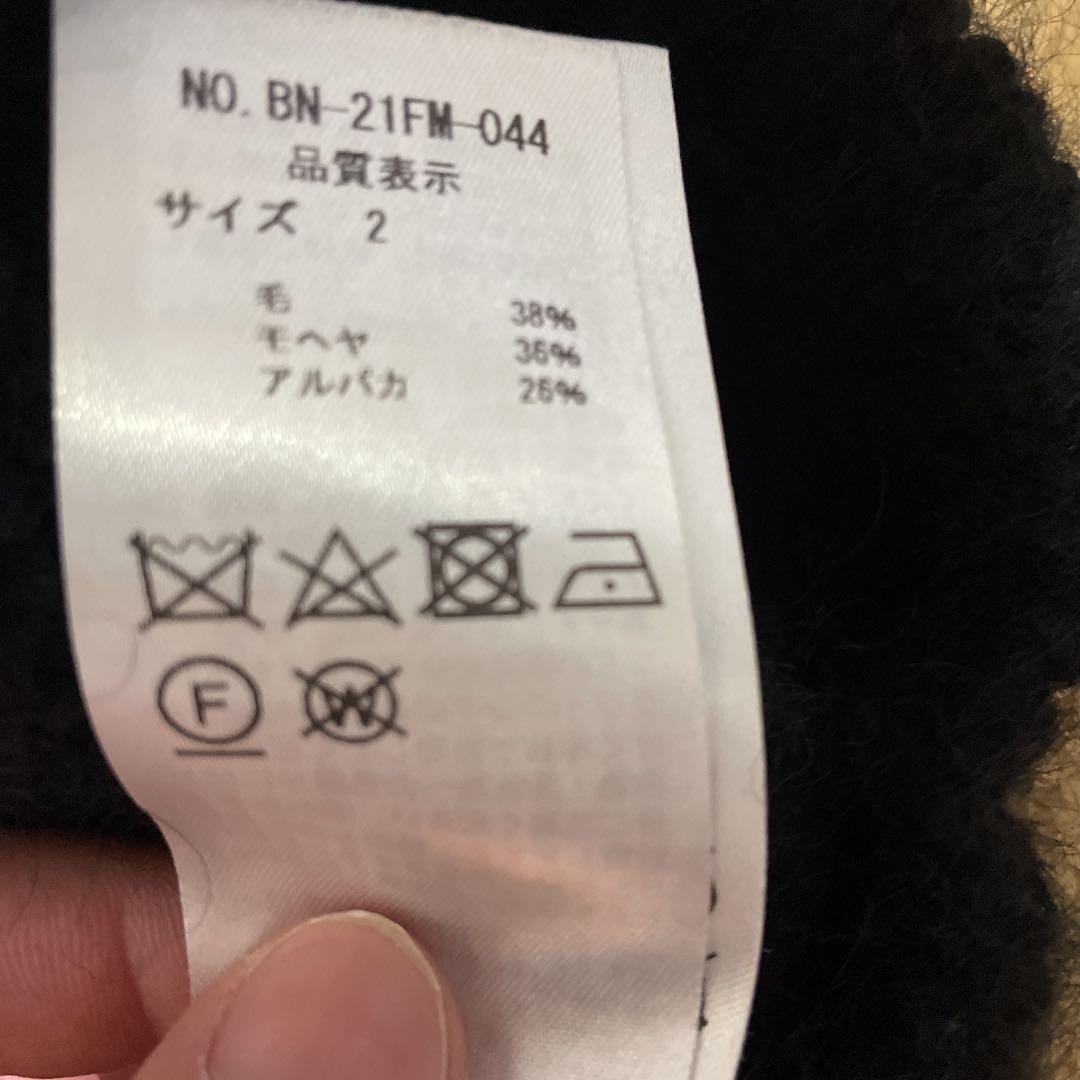 NO. BN-21FM-044
品質表示
サイズ 2
毛 38%
モヘヤ 36%
アルパカ 26%
F W